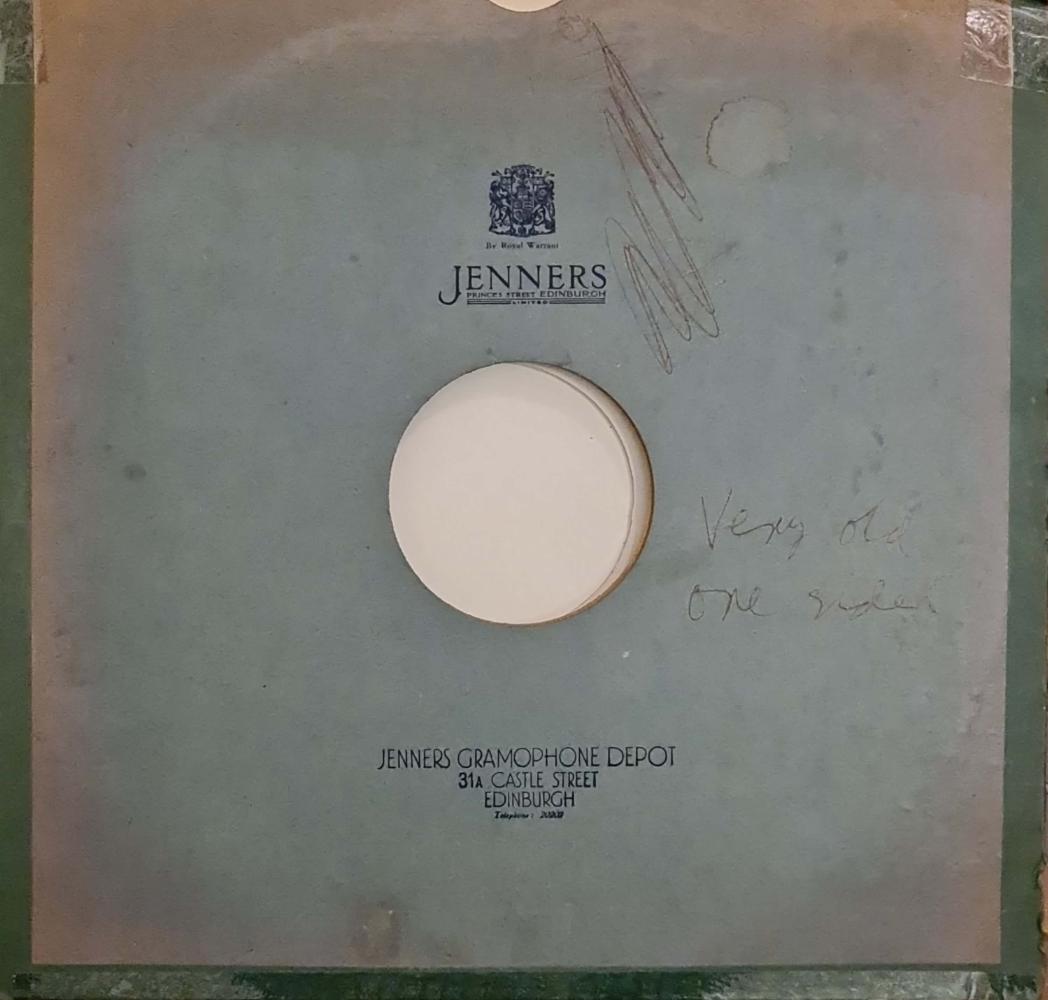 By Royal Warrant
JENNERS
PRINCES STREET EDINBURGH
LIMITED
Very old
one sided
JENNERS GRAMOPHONE DEPOT
31A CASTLE STREET
EDINBURGH
Telephone: